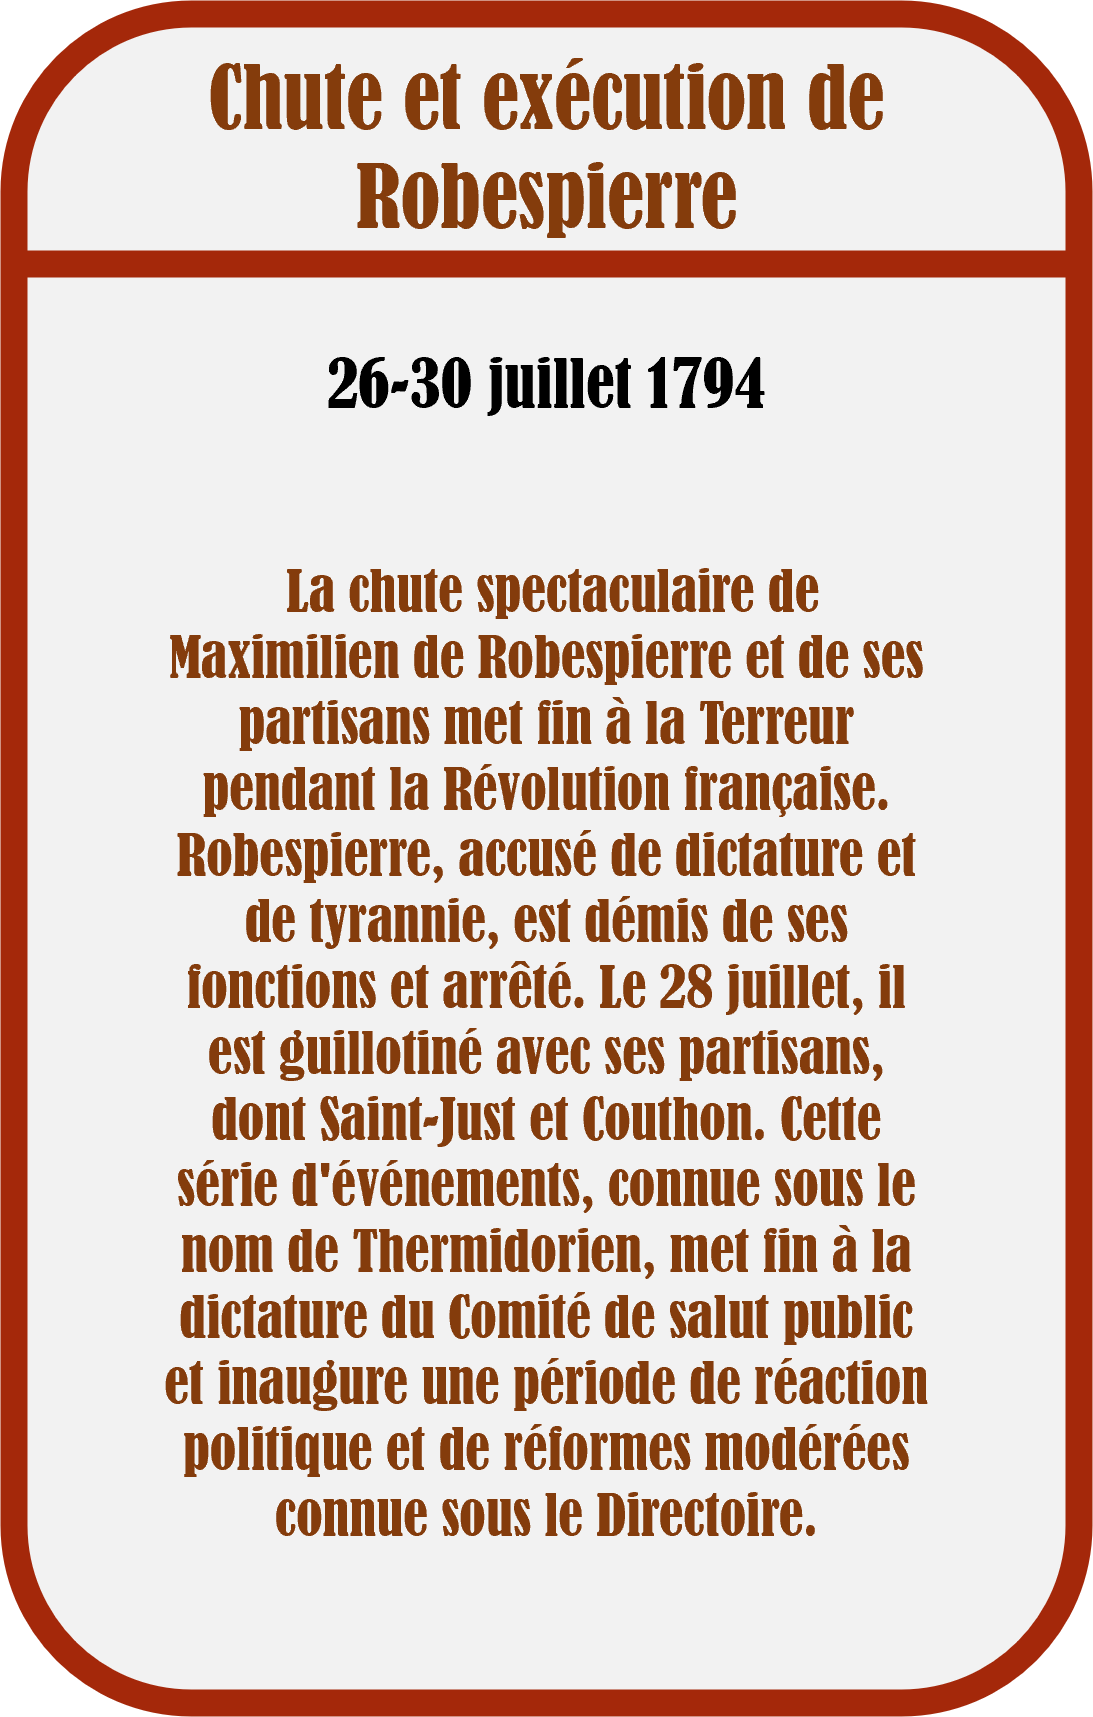 Chute et exécution de
Robespierre
26-30 juillet 1794
La chute spectaculaire de
Maximilien de Robespierre et de ses
partisans met fin à la Terreur
pendant la Révolution française.
Robespierre, accusé de dictature et
de tyrannie, est démis de ses
fonctions et arrêté. Le 28 juillet, il
est guillotiné avec ses partisans,
dont Saint-Just et Couthon. Cette
série d'événements, connue sous le
nom de Thermidorien, met fin à la
dictature du Comité de salut public
et inaugure une période de réaction
politique et de réformes modérées
connue sous le Directoire.